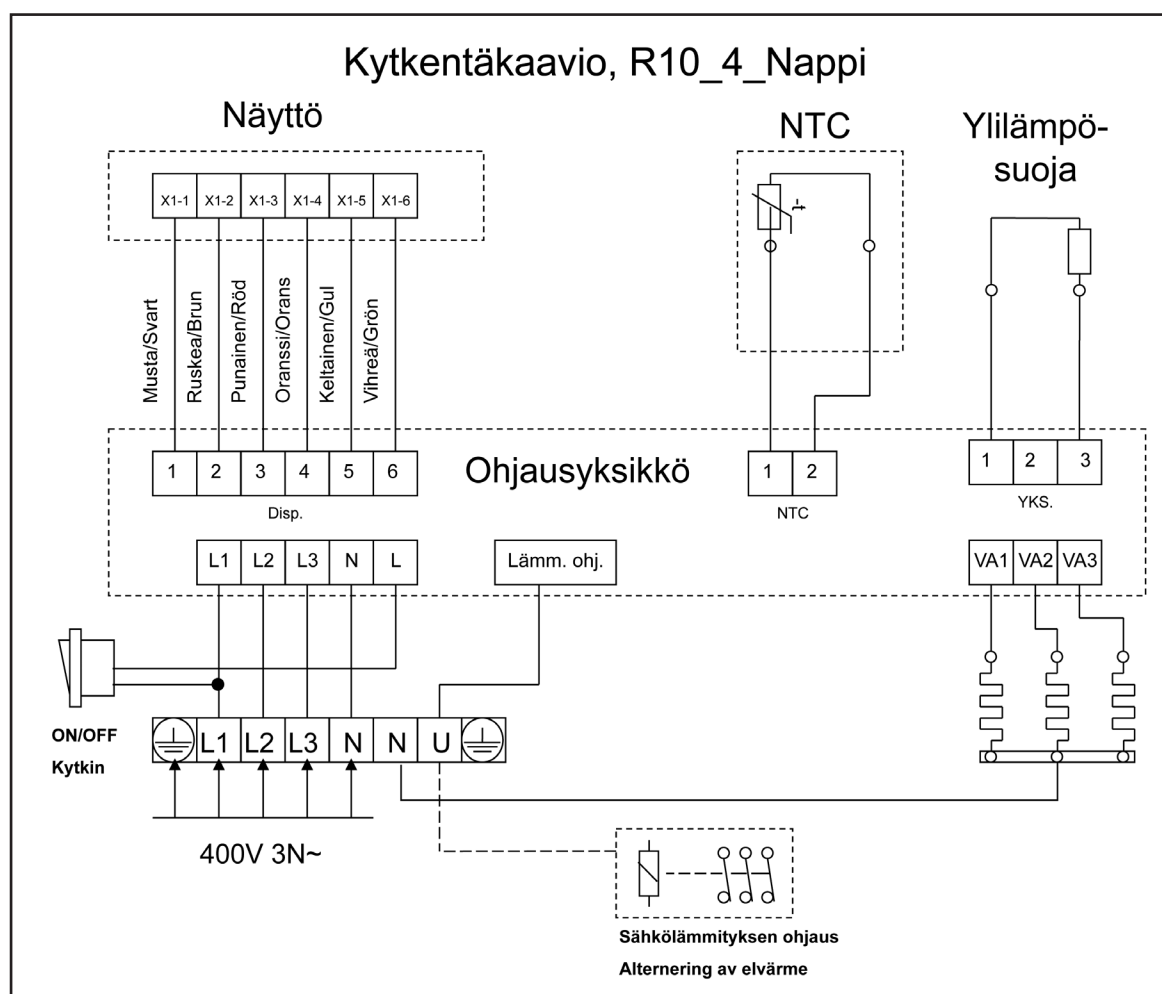 Kytkentäkaavio, R10_4_Nappi
Näyttö
NTC
Ylilämpö-
suoja
X1-1 X1-2 X1-3 X1-4 X1-5 X1-6
-t
Musta/Svart
Ruskea/Brun
Punainen/Röd
Oranssi/Orans
Keltainen/Gul
Vihreä/Grön
1 2 3 4 5 6
Disp.
Ohjausyksikkö
1 2
NTC
1 2 3
YKS.
L1 L2 L3 N L
Lämm. ohj.
VA1 VA2 VA3
ON/OFF
Kytkin
L1 L2 L3 N N U
400V 3N~
Sähkölämmityksen ohjaus
Alternering av elvärme